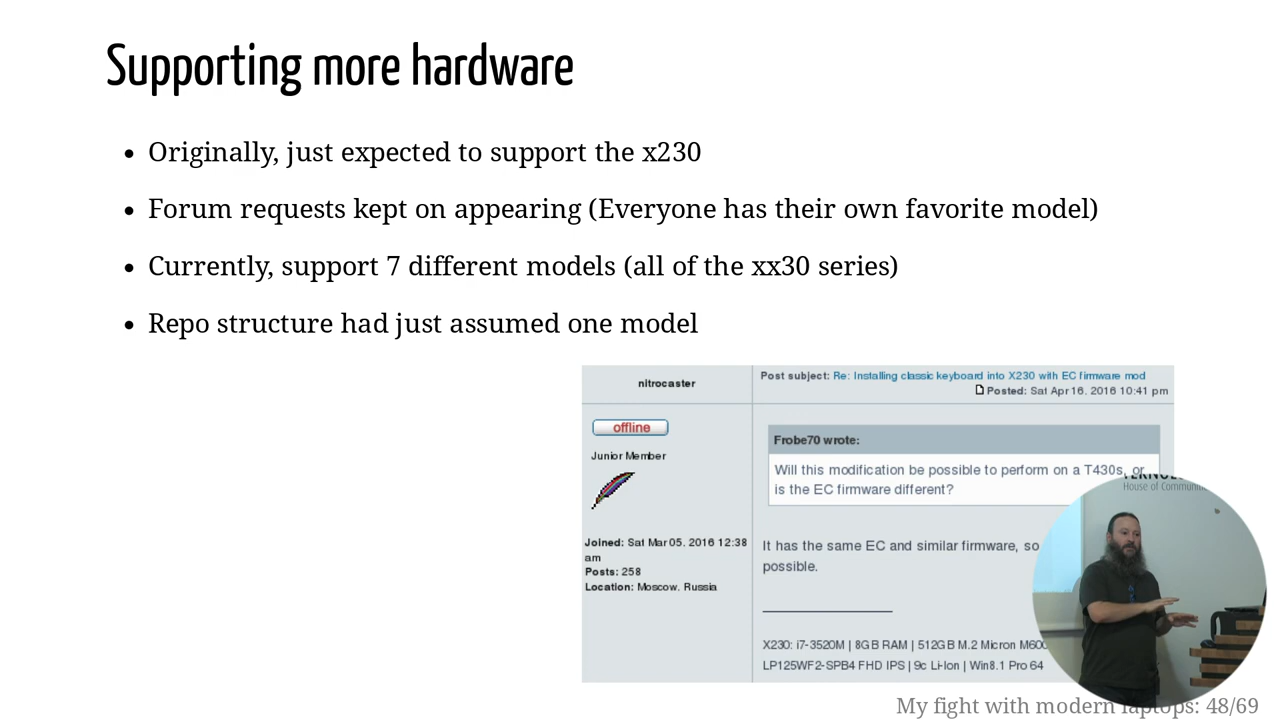 Supporting more hardware
• Originally, just expected to support the x230
• Forum requests kept on appearing (Everyone has their own favorite model)
• Currently, support 7 different models (all of the xx30 series)
• Repo structure had just assumed one model
nitrocaster
Post subject: Re: Installing classic keyboard into X230 with EC firmware mod
Posted: Sat Apr 16, 2016 10:41 pm
offline
Junior Member
Joined: Sat Mar 05, 2016 12:38
am
Posts: 258
Location: Moscow, Russia
Frobe70 wrote:
Will this modification be possible to perform on a T430s, or
is the EC firmware different?
It has the same EC and similar firmware, so
possible.
X230: i7-3520M | 8GB RAM | 512GB M.2 Micron
LP125WF2-SPB4 FHD IPS | 9c Li-Ion | Win8.1 Pro 64
House of
My fight with modern laptops: 48/69